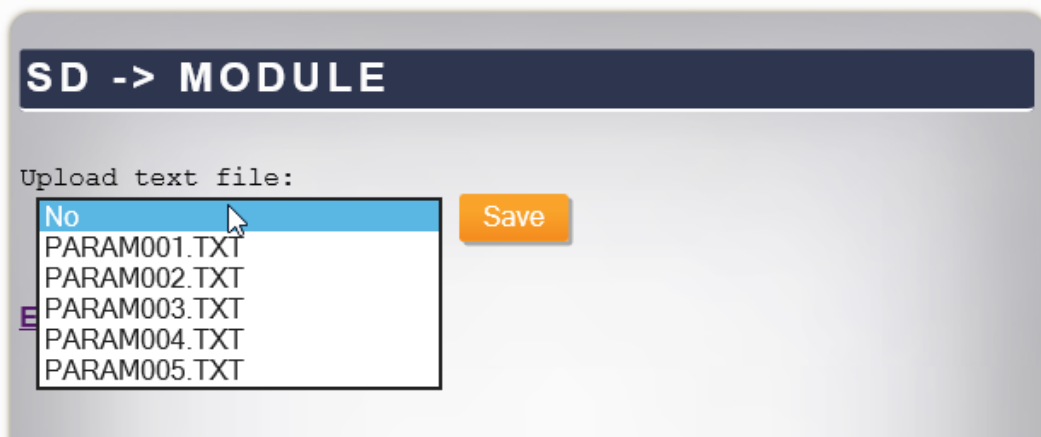 SD -> MODULE
Upload text file:
No
Save
PARAM001.TXT
PARAM002.TXT
PARAM003.TXT
PARAM004.TXT
PARAM005.TXT